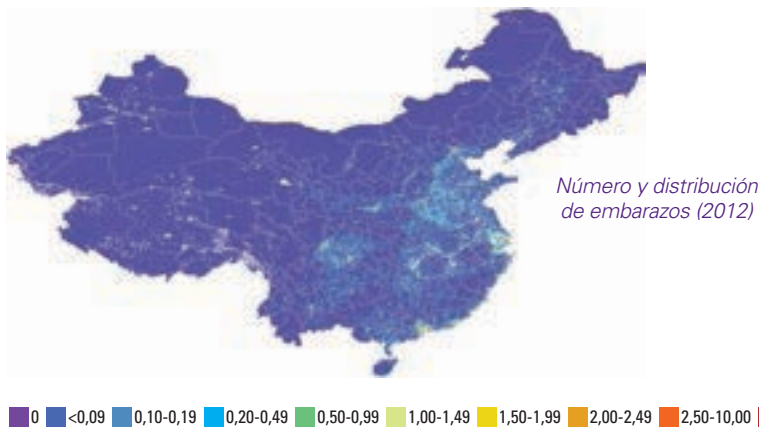 Número y distribución
de embarazos (2012)
0 <0,09 0,10-0,19 0,20-0,49 0,50-0,99 1,00-1,49 1,50-1,99 2,00-2,49 2,50-10,00